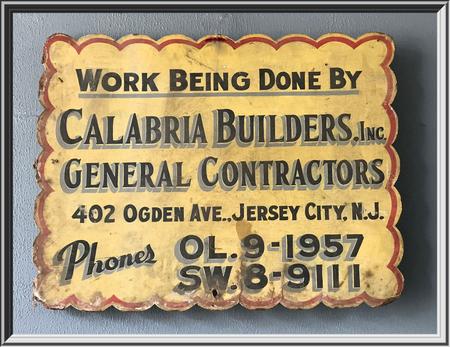 WORK BEING DONE BY
CALABRIA BUILDERS, INC.
GENERAL CONTRACTORS
402 OGDEN AVE., JERSEY CITY, N.J.
Phones OL. 9-1957
SW. 8-9111